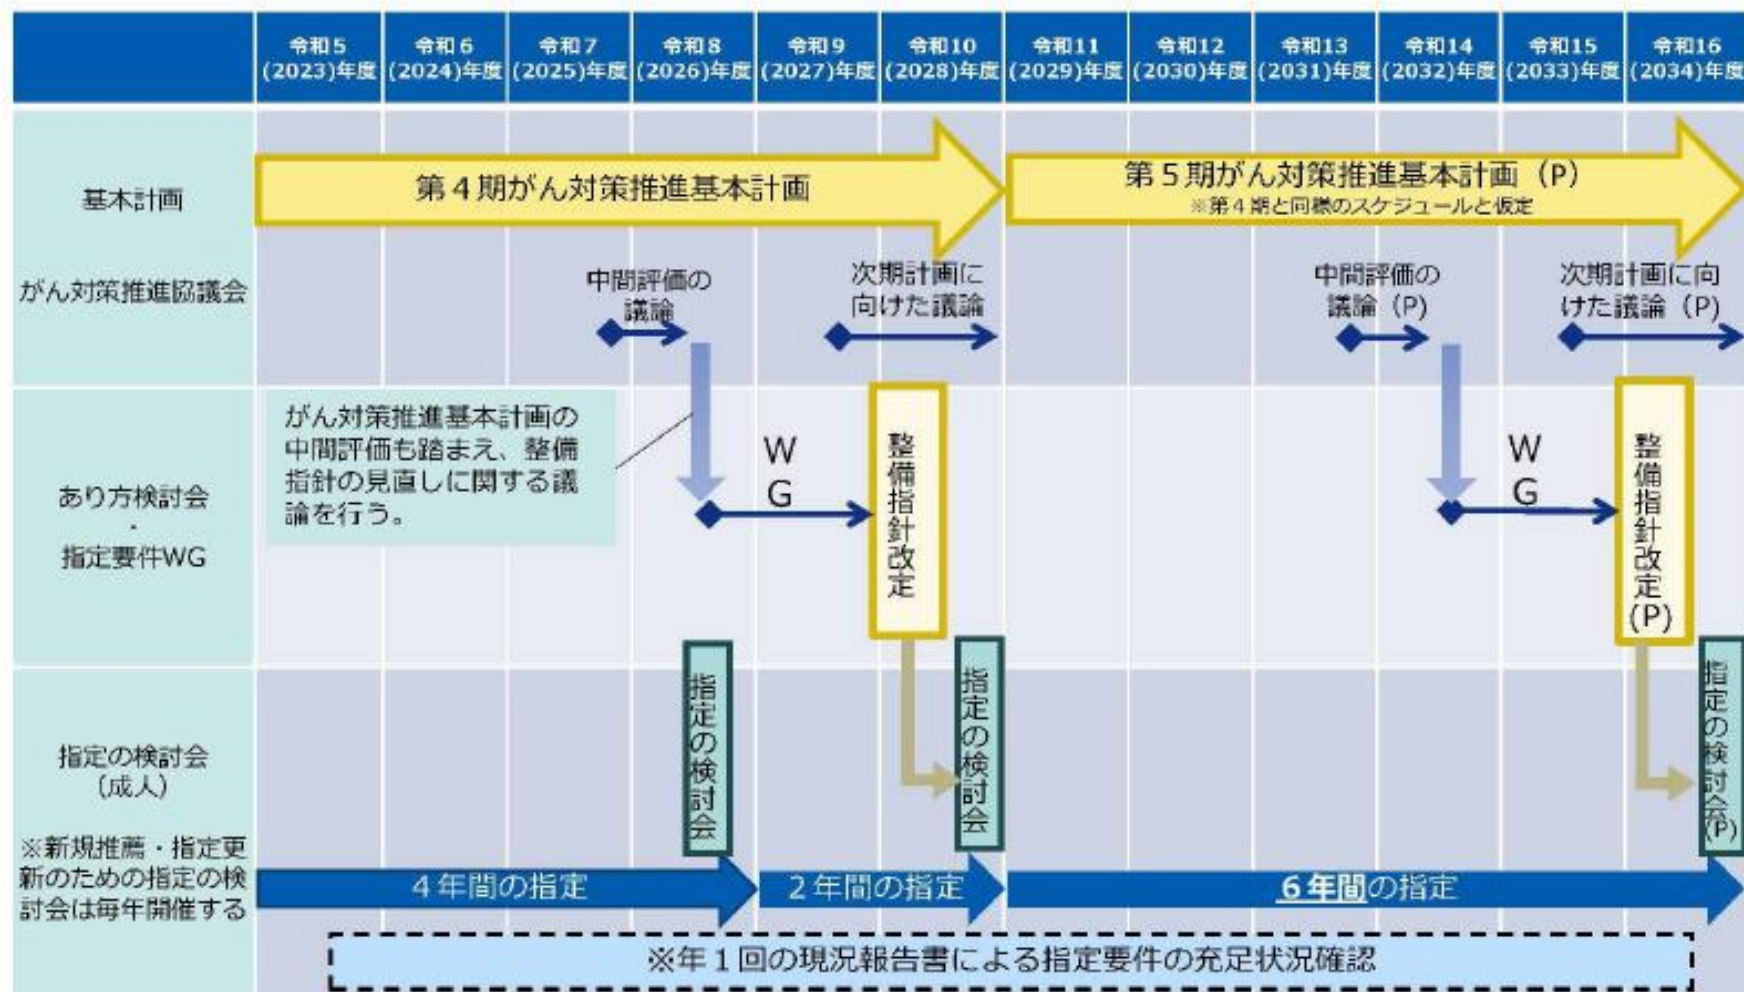 令和5
(2023)年度
令和6
(2024)年度
令和7
(2025)年度
令和8
(2026)年度
令和9
(2027)年度
令和10
(2028)年度
令和11
(2029)年度
令和12
(2030)年度
令和13
(2031)年度
令和14
(2032)年度
令和15
(2033)年度
令和16
(2034)年度
基本計画
がん対策推進協議会
第4期がん対策推進基本計画
第5期がん対策推進基本計画（P）
※第4期と同様のスケジュールと仮定
中間評価の
議論
次期計画に
向けた議論
中間評価の
議論（P)
次期計画に向
けた議論（P)
あり方検討会
・
指定要件WG
がん対策推進基本計画の
中間評価も踏まえ、整備
指針の見直しに関する議
論を行う。
W
G
整備指針改定
W
G
整備指針改定(P)
指定の検討会
（成人）
※新規推薦・指定更
新のための指定の検
討会は毎年開催する
指定の検討会
指定の検討会
指定の検討会(P)
4年間の指定
2年間の指定
6年間の指定
※年1回の現況報告書による指定要件の充足状況確認